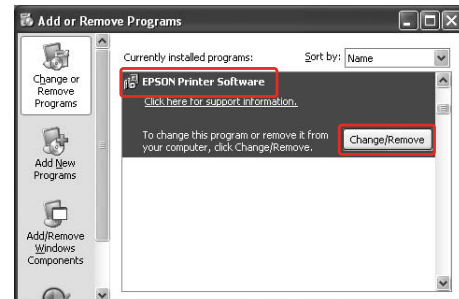 Add or Remove Programs
Change or
Remove
Programs
Add New
Programs
Add/Remove
Windows
Components
Currently installed programs:
Sort by:
Name
EPSON Printer Software
Click here for support information.
To change this program or remove it from
your computer, click Change/Remove.
Change/Remove